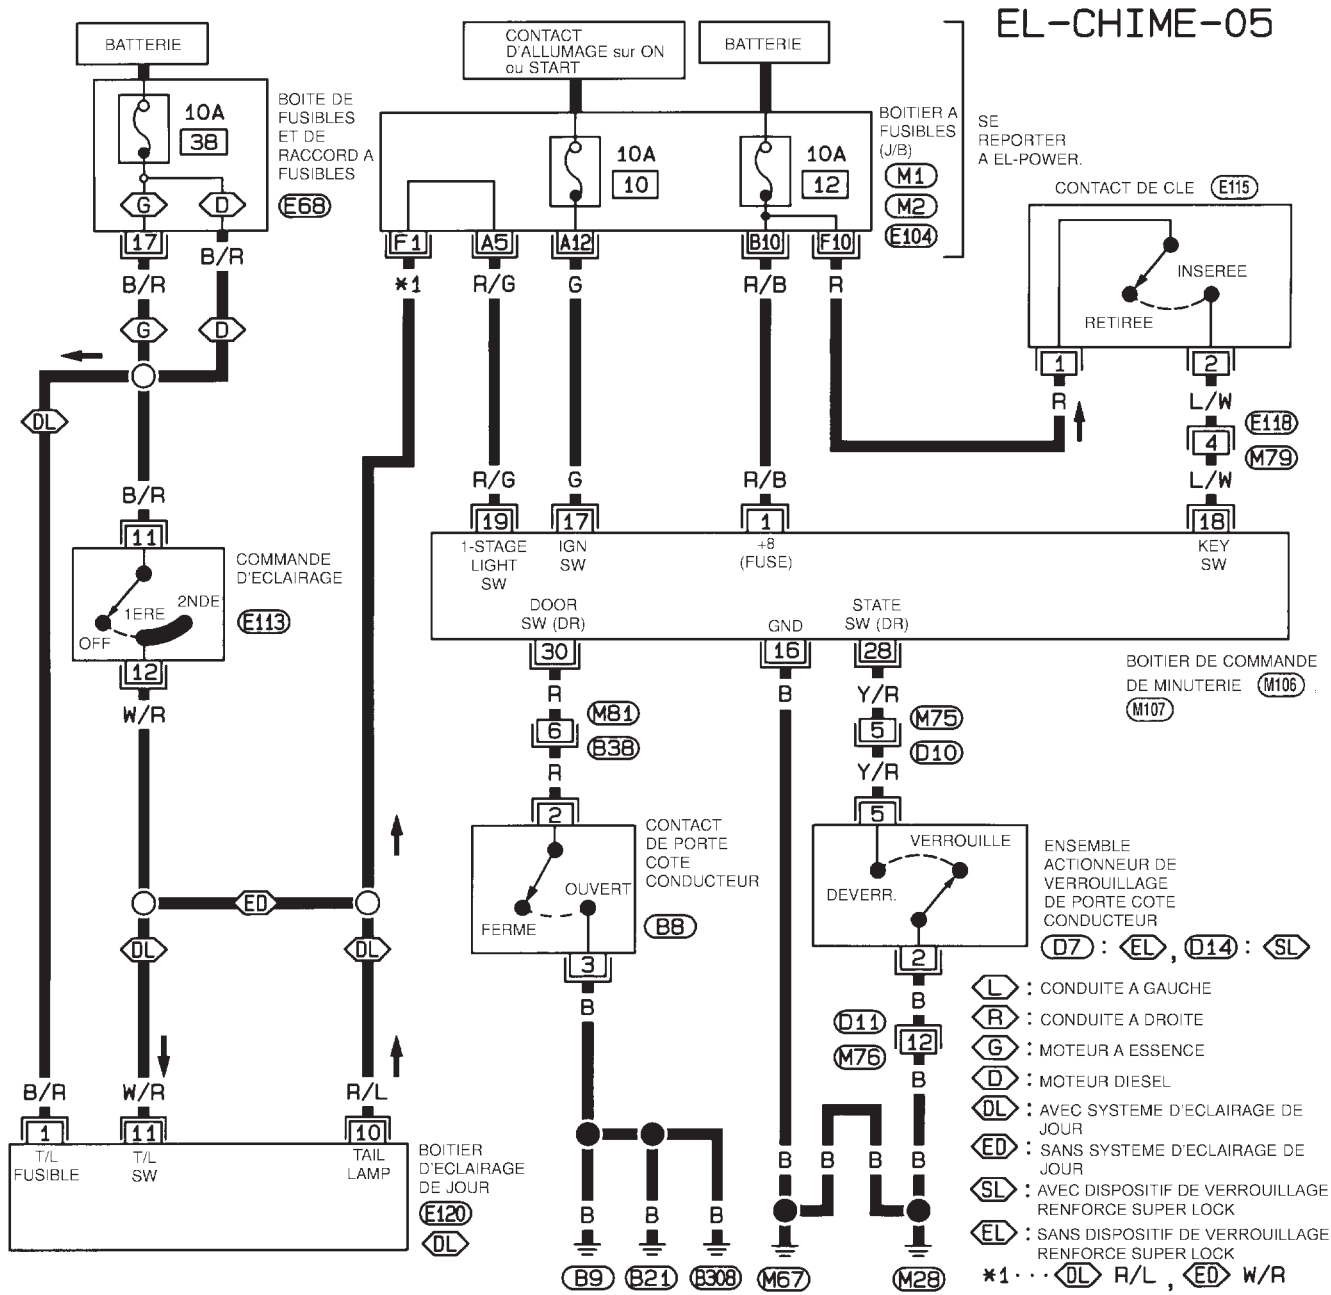 EL-CHIME-05
BATTERIE
10A
38
BOITE DE
FUSIBLES
ET DE
RACCORD A
FUSIBLES
E68
G
D
17
B/R
B/R
G
D
DL
CONTACT
D'ALLUMAGE sur ON
ou START
BATTERIE
10A
10
10A
12
BOITIER A
FUSIBLES
(J/B)
M1
M2
E104
SE
REPORTER
A EL-POWER.
F1
A5
A12
B10
F10
*1
R/G
G
R/B
R
CONTACT DE CLE
E115
INSEREE
RETIREE
1
2
R
L/W
E118
4
M79
L/W
R/G
G
R/B
19
17
1
18
1-STAGE
LIGHT
SW
IGN
SW
+8
(FUSE)
KEY
SW
DOOR
SW (DR)
GND
STATE
SW (DR)
30
16
28
BOITIER DE COMMANDE
DE MINUTERIE
M106
,
M107
B/R
11
COMMANDE
D'ECLAIRAGE
E113
OFF
1ERE
2NDE
12
W/R
R
M81
6
B38
R
2
CONTACT
DE PORTE
COTE
CONDUCTEUR
B8
OUVERT
FERME
3
B
B
Y/R
M75
5
D10
Y/R
5
VERROUILLE
DEVERR.
ENSEMBLE
ACTIONNEUR DE
VERROUILLAGE
DE PORTE COTE
CONDUCTEUR
D7 : EL , D14 : SL
2
B
D11
12
M76
B
ED
DL
DL
B/R
W/R
R/L
1
11
10
T/L
FUSIBLE
T/L
SW
TAIL
LAMP
BOITIER
D'ECLAIRAGE
DE JOUR
E120
DL
B
B
B
B
B
B
B
B9
B21
B308
M67
M28
L : CONDUITE A GAUCHE
R : CONDUITE A DROITE
G : MOTEUR A ESSENCE
D : MOTEUR DIESEL
DL : AVEC SYSTEME D'ECLAIRAGE DE
JOUR
ED : SANS SYSTEME D'ECLAIRAGE DE
JOUR
SL : AVEC DISPOSITIF DE VERROUILLAGE
RENFORCE SUPER LOCK
EL : SANS DISPOSITIF DE VERROUILLAGE
RENFORCE SUPER LOCK
*1··· DL R/L , ED W/R